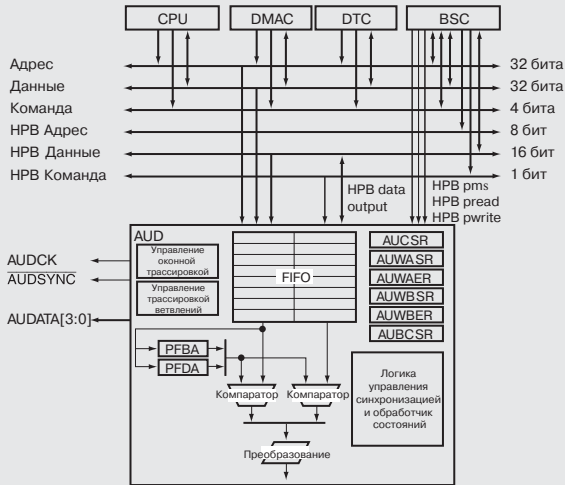 CPU DMAC DTC BSC
Адрес 32 бита
Данные 32 бита
Команда 4 бита
HPB Адрес 8 бит
HPB Данные 16 бит
HPB Команда 1 бит
HPB data
output
HPB pms
HPB pread
HPB pwrite
AUD
AUDCK
AUDSYNC
AUDATA[3:0]
Управление
оконной
трассировкой
Управление
трассировкой
ветвлений
FIFO
AUCSR
AUWASR
AUWAER
AUWBSR
AUWBER
AUBCSR
PFBA
PFDA
Компаратор Компаратор
Преобразование
Логика
управления
синхронизацией
и обработчик
состояний